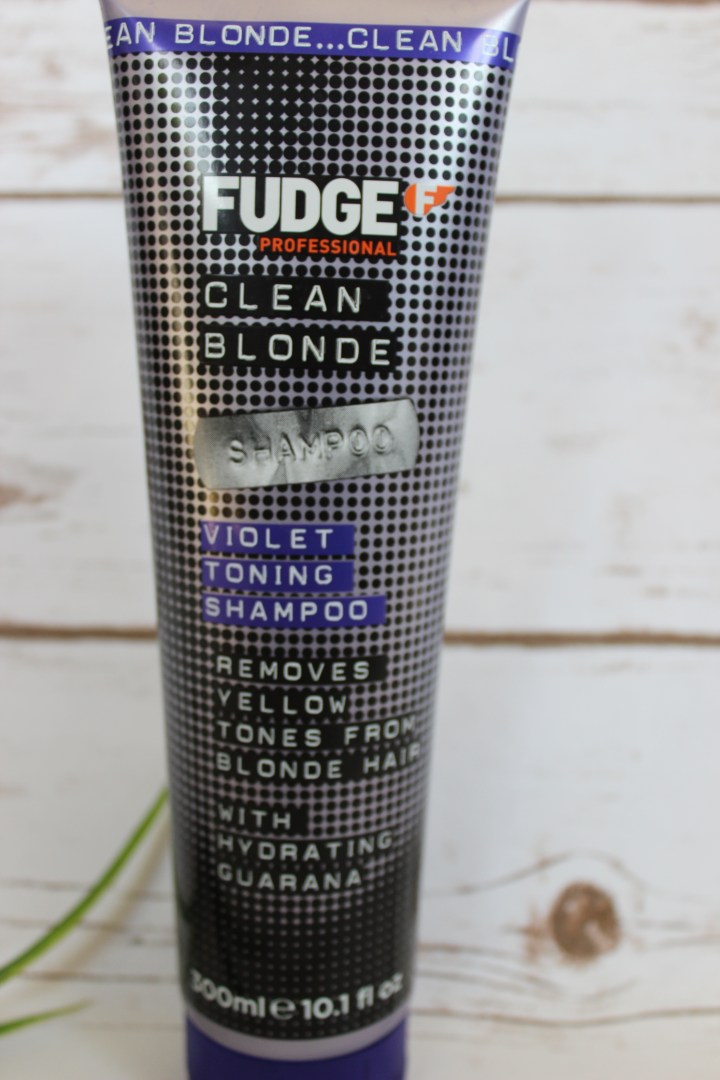 EAN BLONDE...CLEAN BL
FUDGE F
PROFESSIONAL
CLEAN
BLONDE
SHAMPOO
VIOLET
TONING
SHAMPOO
REMOVES
YELLOW
TONES FROM
BLONDE HAIR
WITH
HYDRATING
GUARANA
300ml e 10.1 fl oz